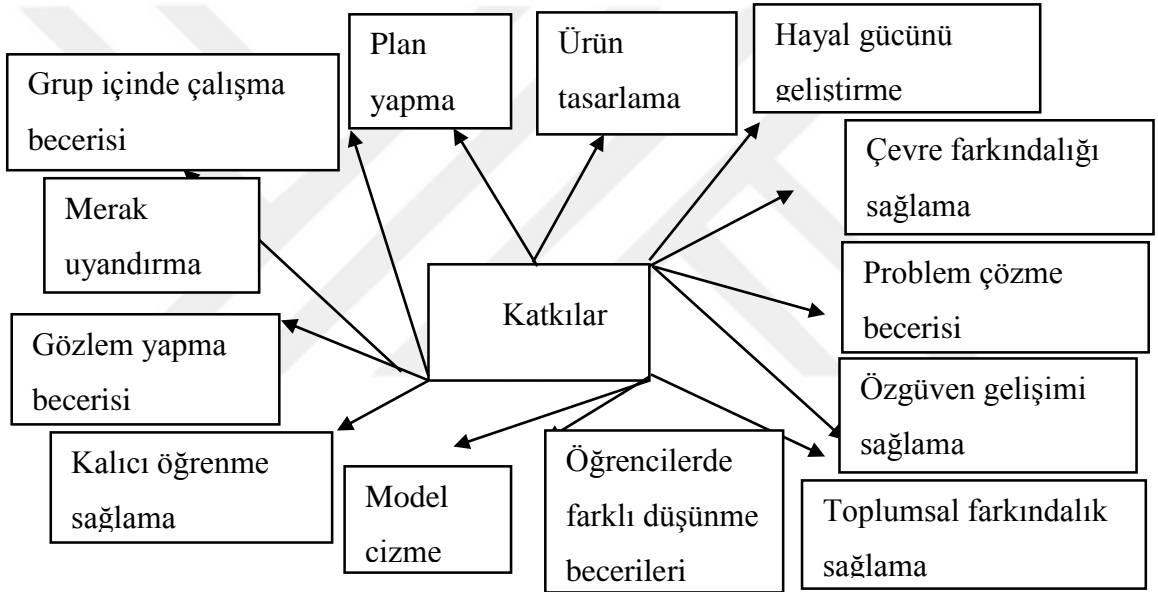 Grup içinde çalışma
becerisi
Plan
yapma
Ürün
tasarlama
Hayal gücünü
geliştirme
Çevre farkındalığı
sağlama
Merak
uyandırma
Katkılar
Problem çözme
becerisi
Gözlem yapma
becerisi
Özgüven gelişimi
sağlama
Kalıcı öğrenme
sağlama
Model
çizme
Öğrencilerde
farklı düşünme
becerileri
Toplumsal farkındalık
sağlama